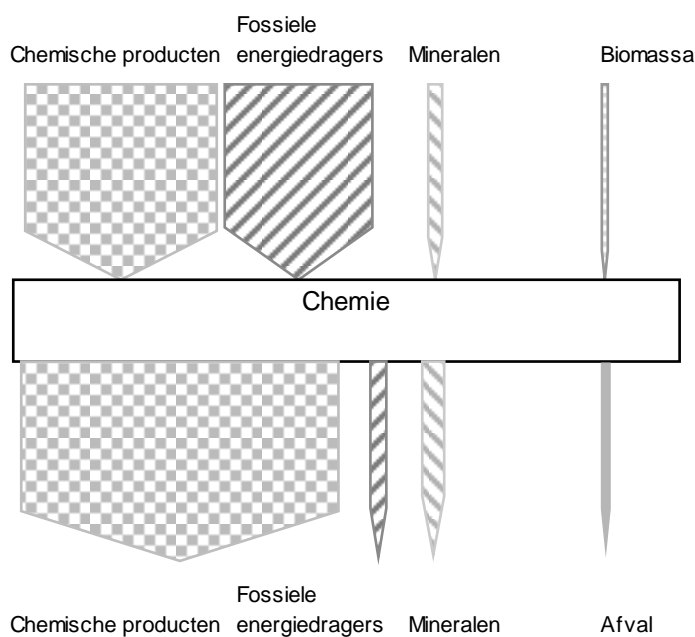 Fossiele
Chemische producten energiedragers Mineralen Biomassa
Chemie
Fossiele
Chemische producten energiedragers Mineralen Afval